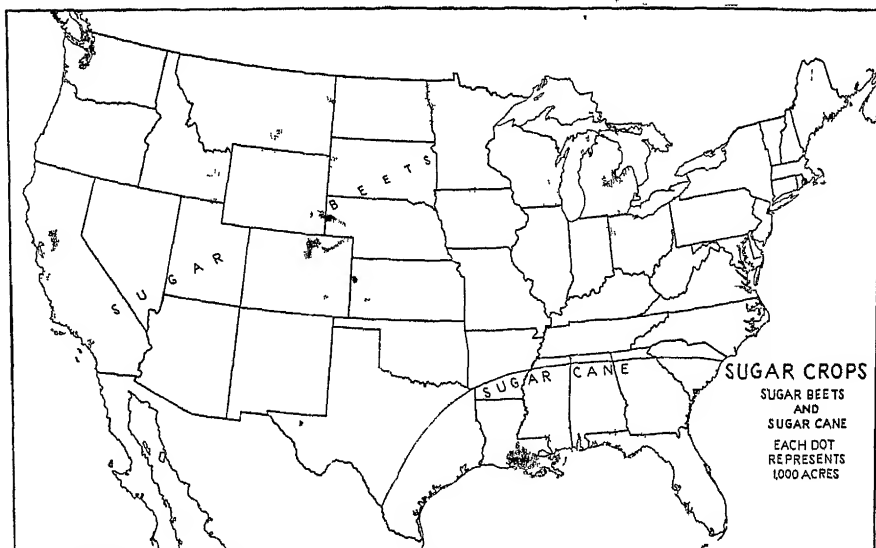 SUGAR BEETS
SUGAR CANE
SUGAR CROPS
SUGAR BEETS
AND
SUGAR CANE
EACH DOT
REPRESENTS
1,000 ACRES